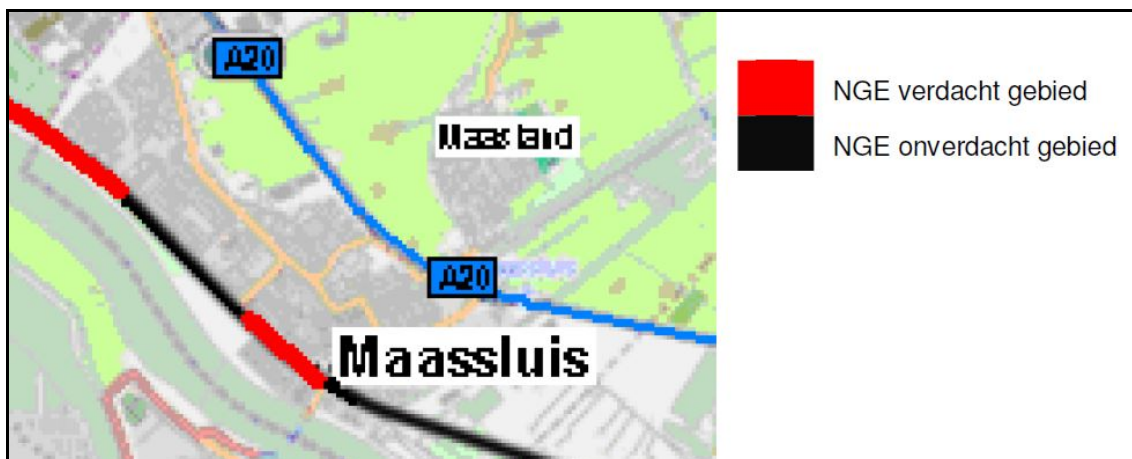 A20
Maasland
A20
Maassluis
NGE verdacht gebied
NGE onverdacht gebied